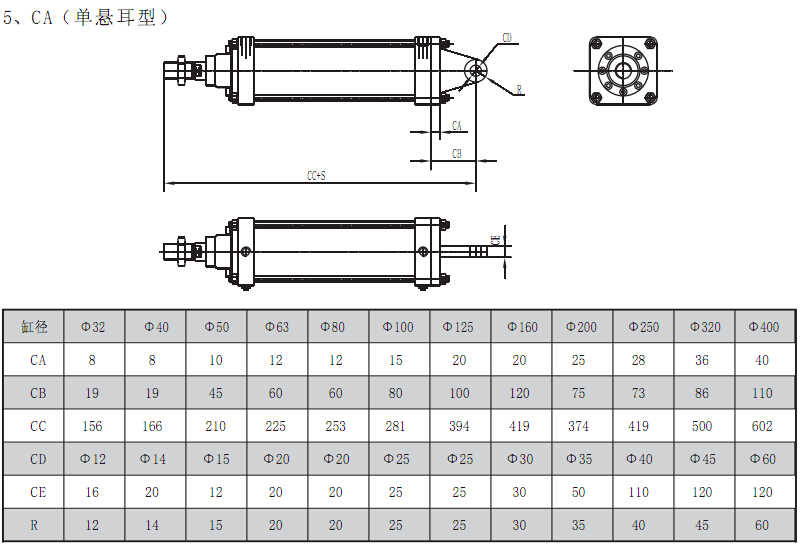 5、CA（单悬耳型）
CD
R
CA
CB
CC+S
CE
缸径 Φ32 Φ40 Φ50 Φ63 Φ80 Φ100 Φ125 Φ160 Φ200 Φ250 Φ320 Φ400
CA 8 8 10 12 12 15 20 20 25 28 36 40
CB 19 19 45 60 60 80 100 120 75 73 86 110
CC 156 166 210 225 253 281 394 419 374 419 500 602
CD Φ12 Φ14 Φ15 Φ20 Φ20 Φ25 Φ25 Φ30 Φ35 Φ40 Φ45 Φ60
CE 16 20 12 20 20 25 25 30 50 110 120 120
R 12 14 15 20 20 25 25 30 35 40 45 60